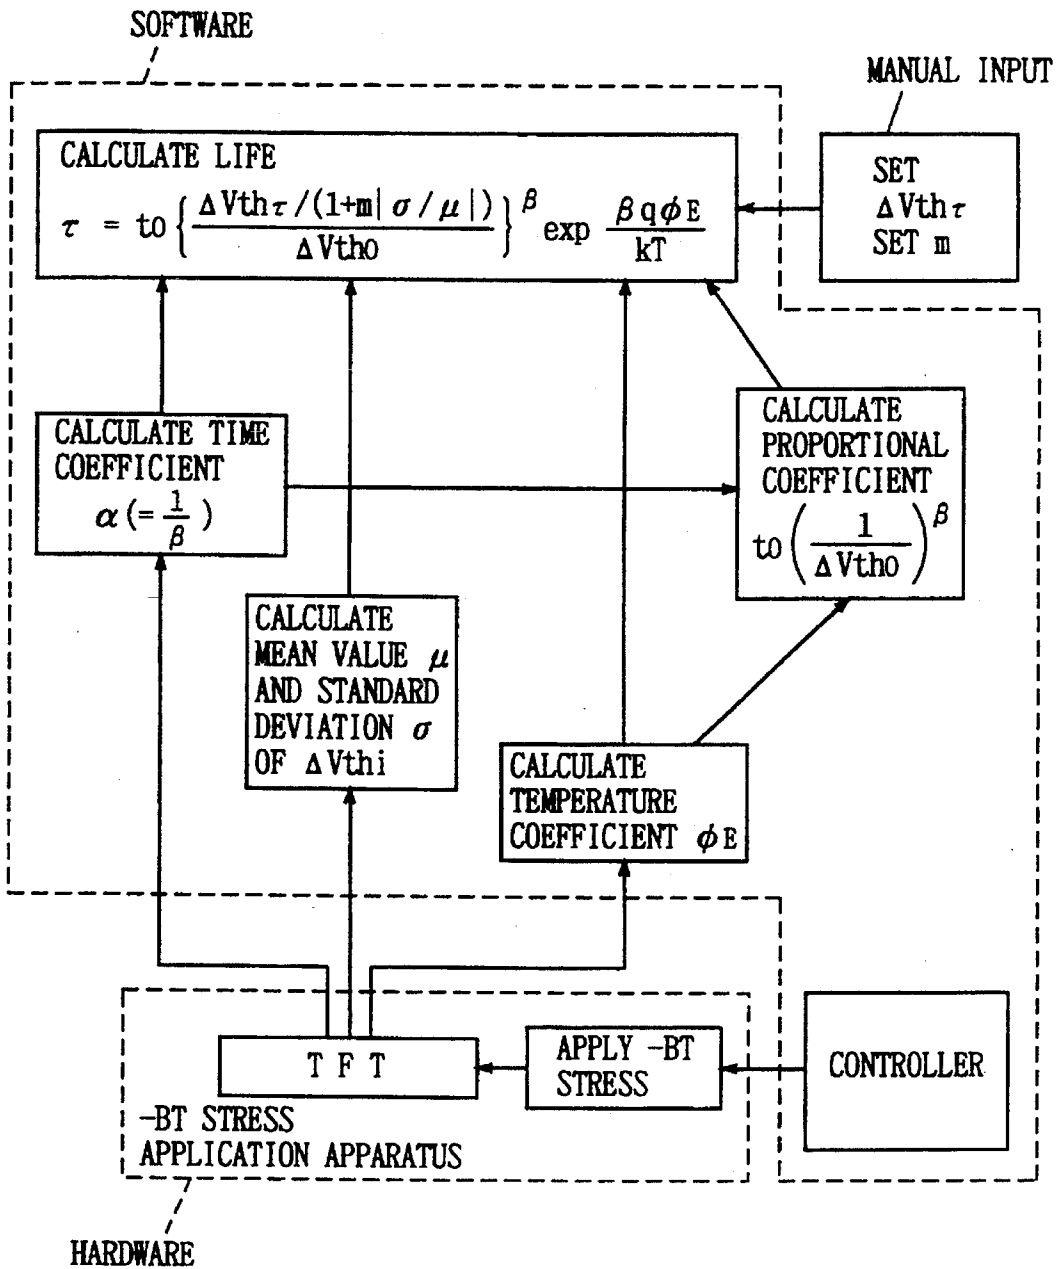 SOFTWARE
MANUAL INPUT
CALCULATE LIFE
τ = to { ΔVthτ/(1+m|σ/μ|) / ΔVtho }^β exp βqφE / kT
SET
ΔVthτ
SET m
CALCULATE TIME
COEFFICIENT
α(= 1/β )
CALCULATE
PROPORTIONAL
COEFFICIENT
to ( 1 / ΔVtho )^β
CALCULATE
MEAN VALUE μ
AND STANDARD
DEVIATION σ
OF ΔVthi
CALCULATE
TEMPERATURE
COEFFICIENT φE
T F T
APPLY -BT
STRESS
CONTROLLER
-BT STRESS
APPLICATION APPARATUS
HARDWARE